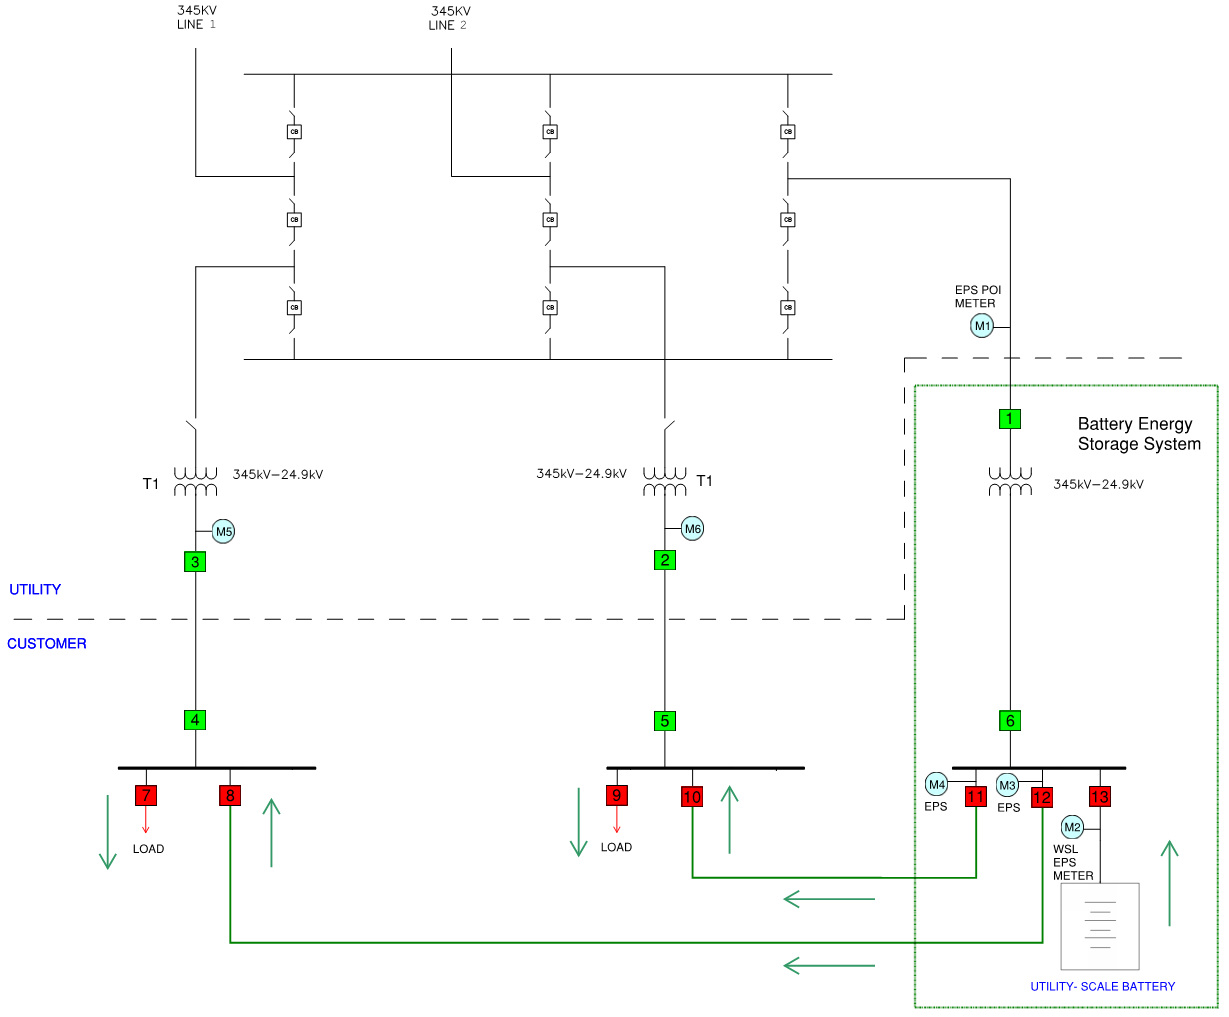 345KV
LINE 1
345KV
LINE 2
CB
CB
CB
CB
CB
CB
EPS POI
METER
M1
CB
CB
CB
1
Battery Energy
Storage System
T1
345kV-24.9kV
345kV-24.9kV
T1
345kV-24.9kV
M5
M6
3
2
UTILITY
CUSTOMER
4
5
6
7
8
9
10
M4
EPS
11
M3
EPS
12
13
LOAD
LOAD
M2
WSL
EPS
METER
UTILITY- SCALE BATTERY